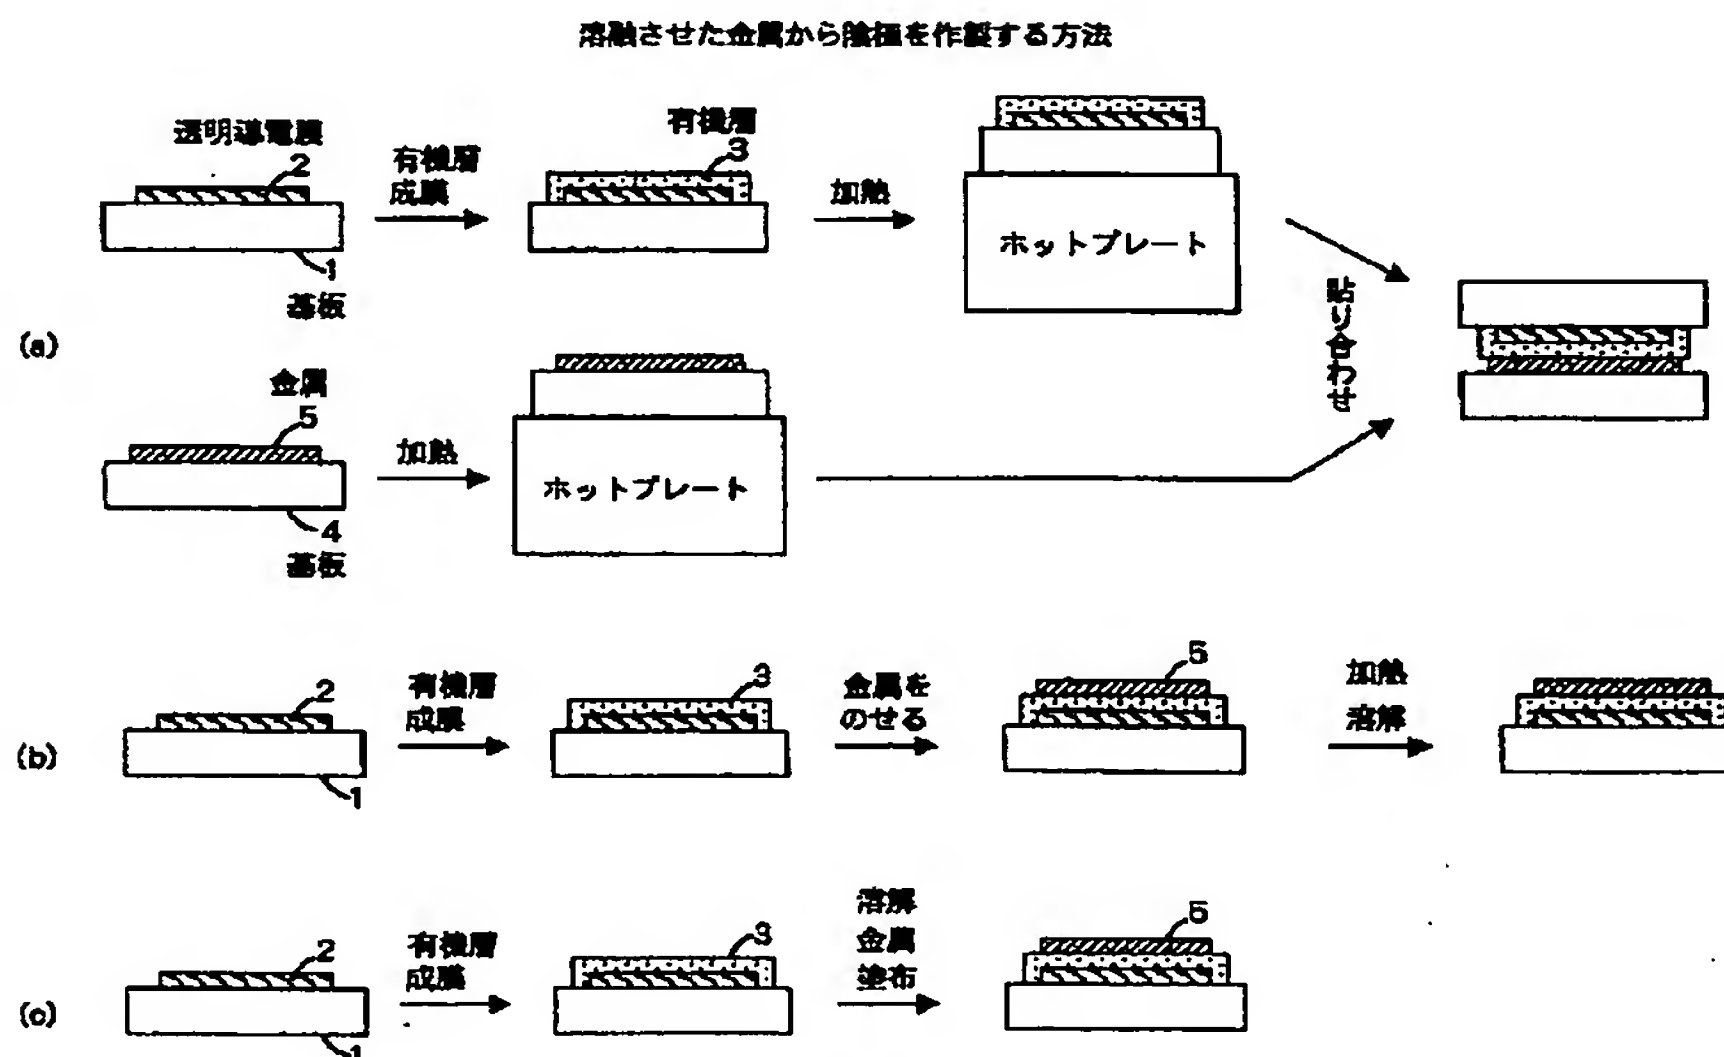 溶融させた金属から陰極を作製する方法
透明導電膜
2
1
基板
有機層
成膜
有機層
3
加熱
ホットプレート
(a)
金属
5
4
基板
加熱
ホットプレート
貼り合わせ
(b)
2
1
有機層
成膜
3
金属を
のせる
5
加熱
溶解
(c)
2
1
有機層
成膜
3
溶解
金属
塗布
5